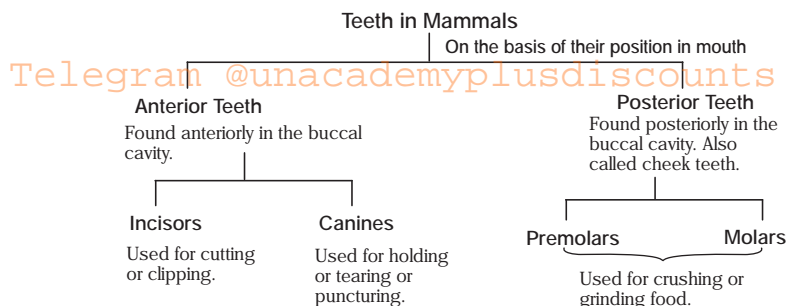 Teeth in Mammals
On the basis of their position in mouth
Telegram @unacademyplusdiscounts
Anterior Teeth
Found anteriorly in the buccal
cavity.
Posterior Teeth
Found posteriorly in the
buccal cavity. Also
called cheek teeth.
Incisors
Used for cutting
or clipping.
Canines
Used for holding
or tearing or
puncturing.
Premolars
Molars
Used for crushing or
grinding food.